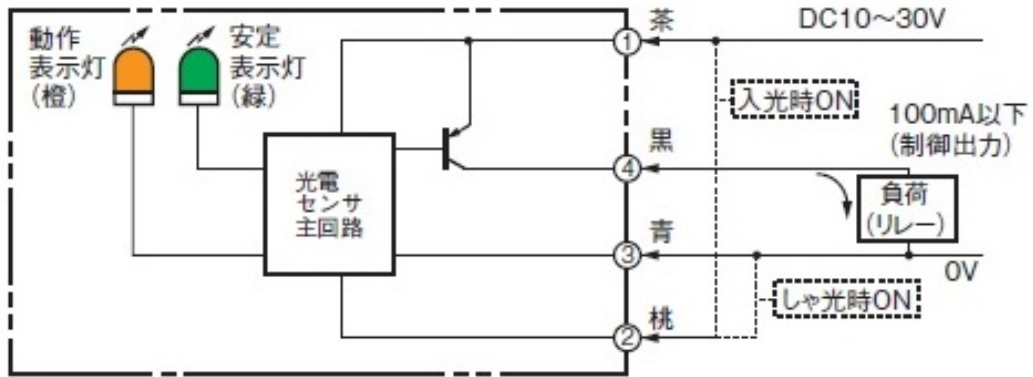 動作
表示灯
(橙)
安定
表示灯
(緑)
光電
センサ
主回路
① 茶
DC10～30V
入光時ON
100mA以下
(制御出力)
④ 黒
負荷
(リレー)
③ 青
0V
しゃ光時ON
② 桃